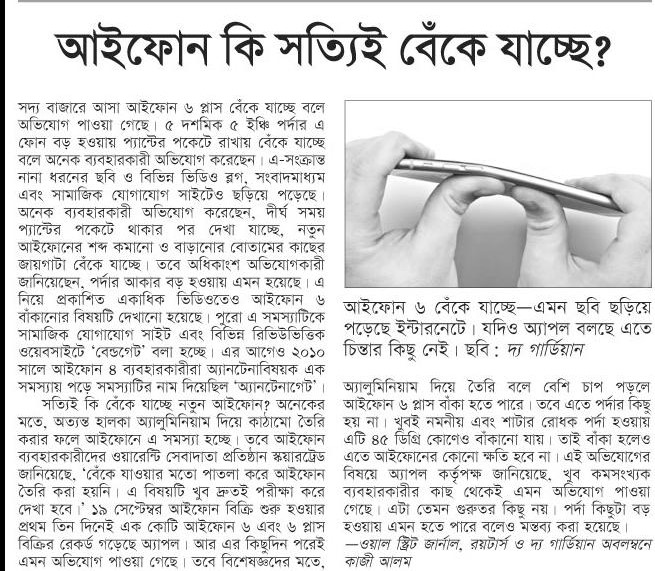 আইফোন কি সত্যিই বেঁকে যাচ্ছে?
সদ্য বাজারে আসা আইফোন ৬ প্লাস বেঁকে যাচ্ছে বলে
অভিযোগ পাওয়া গেছে। ৫ দশমিক ৫ ইঞ্চি পর্দার এ
ফোন বড় হওয়ায় প্যান্টের পকেটে রাখায় বেঁকে যাচ্ছে
বলে অনেক ব্যবহারকারী অভিযোগ করেছেন। এ-সংক্রান্ত
নানা ধরনের ছবি ও বিভিন্ন ভিডিও ব্লগ, সংবাদমাধ্যম
এবং সামাজিক যোগাযোগ সাইটেও ছড়িয়ে পড়েছে।
অনেক ব্যবহারকারী অভিযোগ করেছেন, দীর্ঘ সময়
প্যান্টের পকেটে থাকার পর দেখা যাচ্ছে, নতুন
আইফোনের শব্দ কমানো ও বাড়ানোর বোতামের কাছের
জায়গাটা বেঁকে যাচ্ছে। তবে অধিকাংশ অভিযোগকারী
জানিয়েছেন, পর্দার আকার বড় হওয়ায় এমন হয়েছে। এ
নিয়ে প্রকাশিত একাধিক ভিডিওতেও আইফোন ৬
বাঁকানোর বিষয়টি দেখানো হয়েছে। পুরো এ সমস্যাটিকে
সামাজিক যোগাযোগ সাইট এবং বিভিন্ন রিভিউভিত্তিক
ওয়েবসাইটে ‘বেন্ডগেট’ বলা হচ্ছে। এর আগেও ২০১০
সালে আইফোন ৪ ব্যবহারকারীরা অ্যানটেনাবিষয়ক এক
সমস্যায় পড়ে সমস্যাটির নাম দিয়েছিল ‘অ্যানটেনাগেট’।
সত্যিই কি বেঁকে যাচ্ছে নতুন আইফোন? অনেকের
মতে, অত্যন্ত হালকা অ্যালুমিনিয়াম দিয়ে কাঠামো তৈরি
করার ফলে আইফোনে এ সমস্যা হচ্ছে। তবে আইফোন
ব্যবহারকারীদের ওয়ারেন্টি সেবাদাতা প্রতিষ্ঠান স্কয়ারট্রেড
জানিয়েছে, ‘বেঁকে যাওয়ার মতো পাতলা করে আইফোন
তৈরি করা হয়নি। এ বিষয়টি খুব দ্রুতই পরীক্ষা করে
দেখা হবে।’ ১৯ সেপ্টেম্বর আইফোন বিক্রি শুরু হওয়ার
প্রথম তিন দিনেই এক কোটি আইফোন ৬ এবং ৬ প্লাস
বিক্রির রেকর্ড গড়েছে অ্যাপল। আর এর কিছুদিন পরেই
এমন অভিযোগ পাওয়া গেছে। তবে বিশেষজ্ঞদের মতে,
আইফোন ৬ বেঁকে যাচ্ছে—এমন ছবি ছড়িয়ে
পড়েছে ইন্টারনেটে। যদিও অ্যাপল বলছে এতে
চিন্তার কিছু নেই। ছবি : দ্য গার্ডিয়ান
অ্যালুমিনিয়াম দিয়ে তৈরি বলে বেশি চাপ পড়লে
আইফোন ৬ প্লাস বাঁকা হতে পারে। তবে এতে পর্দার কিছু
হয় না। খুবই নমনীয় এবং শাটার রোধক পর্দা হওয়ায়
এটি ৪৫ ডিগ্রি কোণেও বাঁকানো যায়। তাই বাঁকা হলেও
এতে আইফোনের কোনো ক্ষতি হবে না। এই অভিযোগের
বিষয়ে অ্যাপল কর্তৃপক্ষ জানিয়েছে, খুব কমসংখ্যক
ব্যবহারকারীর কাছ থেকেই এমন অভিযোগ পাওয়া
গেছে। এটা তেমন গুরুতর কিছু নয়। পর্দা কিছুটা বড়
হওয়ায় এমন হতে পারে বলেও মন্তব্য করা হয়েছে।
—ওয়াল স্ট্রিট জার্নাল, রয়টার্স ও দ্য গার্ডিয়ান অবলম্বনে
কাজী আলম